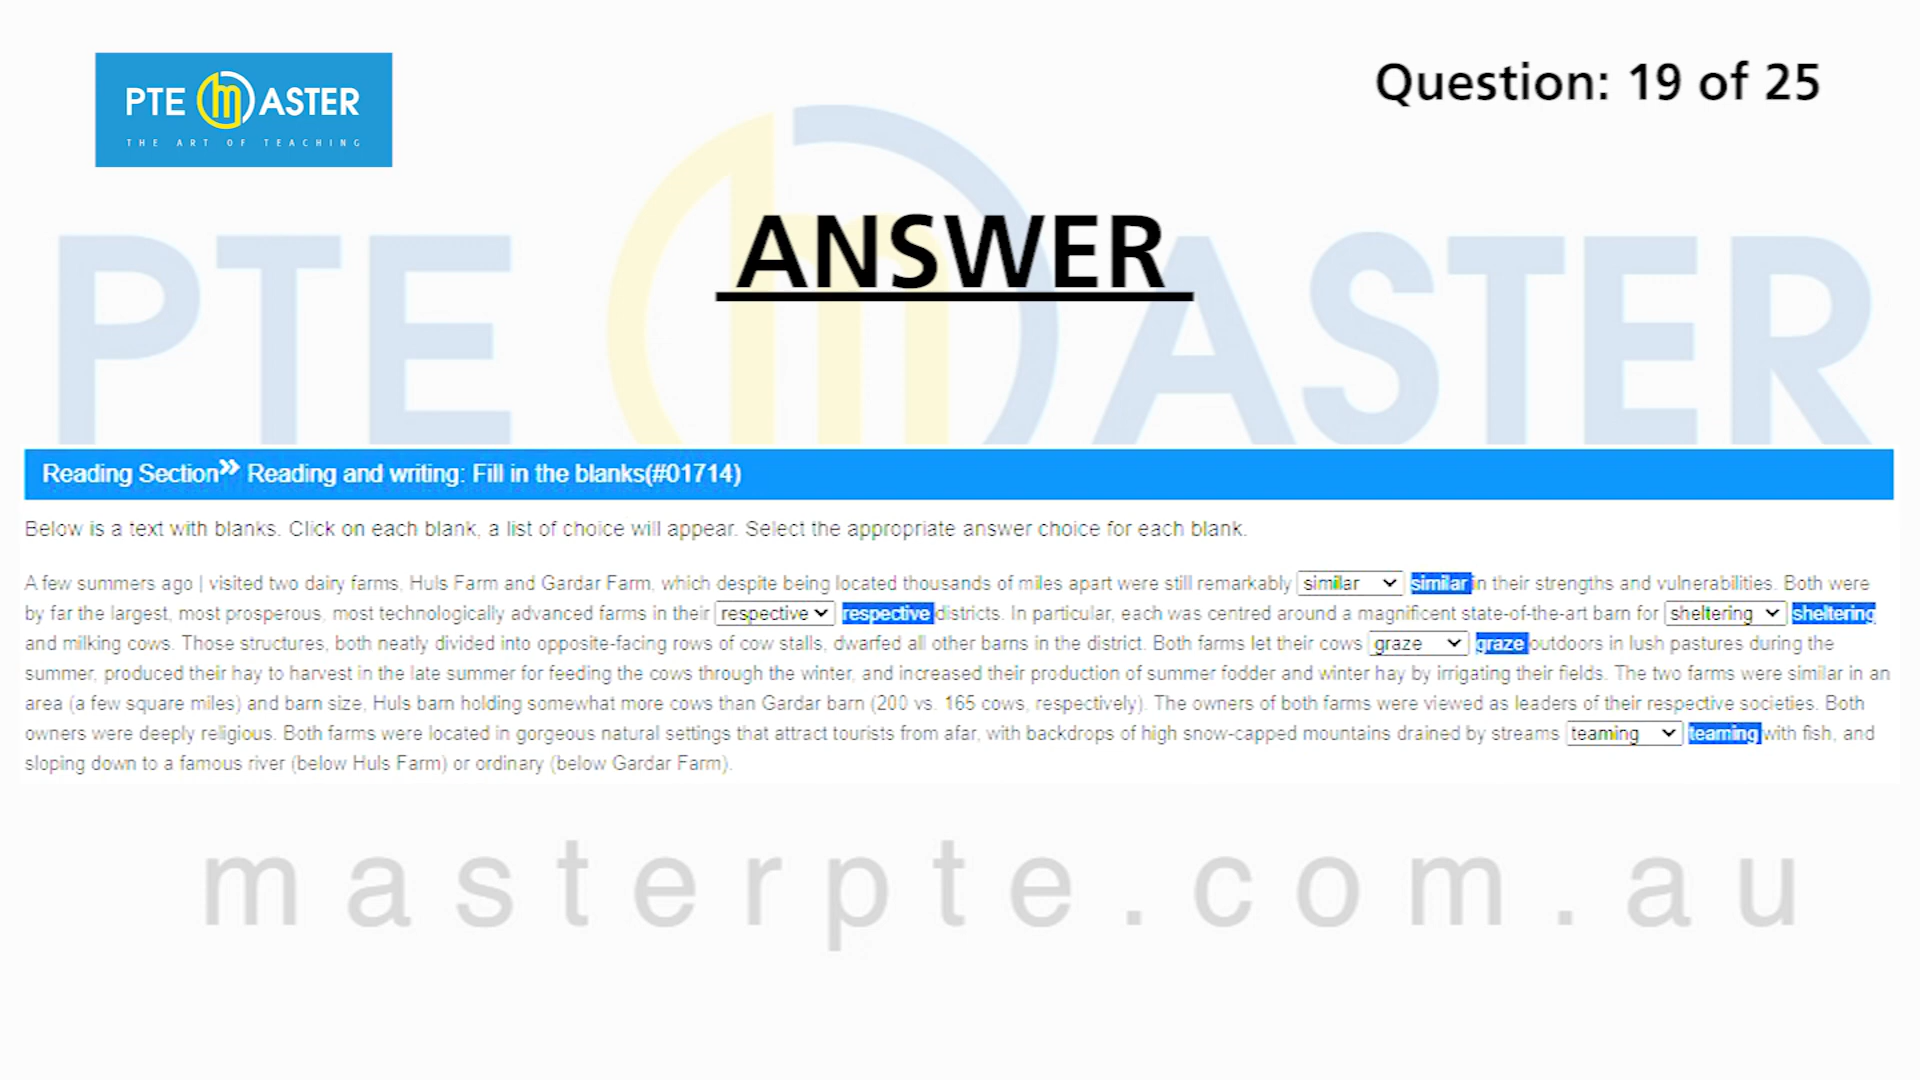 PTE MASTER
THE ART OF TEACHING
Question: 19 of 25
PTE MASTER
ANSWER
Reading Section» Reading and writing: Fill in the blanks(#01714)
Below is a text with blanks. Click on each blank, a list of choice will appear. Select the appropriate answer choice for each blank.
A few summers ago | visited two dairy farms, Huls Farm and Gardar Farm, which despite being located thousands of miles apart were still remarkably similar similar in their strengths and vulnerabilities. Both were
by far the largest, most prosperous, most technologically advanced farms in their respective respective districts. In particular, each was centred around a magnificent state-of-the-art barn for sheltering sheltering
and milking cows. Those structures, both neatly divided into opposite-facing rows of cow stalls, dwarfed all other barns in the district. Both farms let their cows graze graze outdoors in lush pastures during the
summer, produced their hay to harvest in the late summer for feeding the cows through the winter, and increased their production of summer fodder and winter hay by irrigating their fields. The two farms were similar in an
area (a few square miles) and barn size, Huls barn holding somewhat more cows than Gardar barn (200 vs. 165 cows, respectively). The owners of both farms were viewed as leaders of their respective societies. Both
owners were deeply religious. Both farms were located in gorgeous natural settings that attract tourists from afar, with backdrops of high snow-capped mountains drained by streams teaming teaming with fish, and
sloping down to a famous river (below Huls Farm) or ordinary (below Gardar Farm).
masterpte.com.au